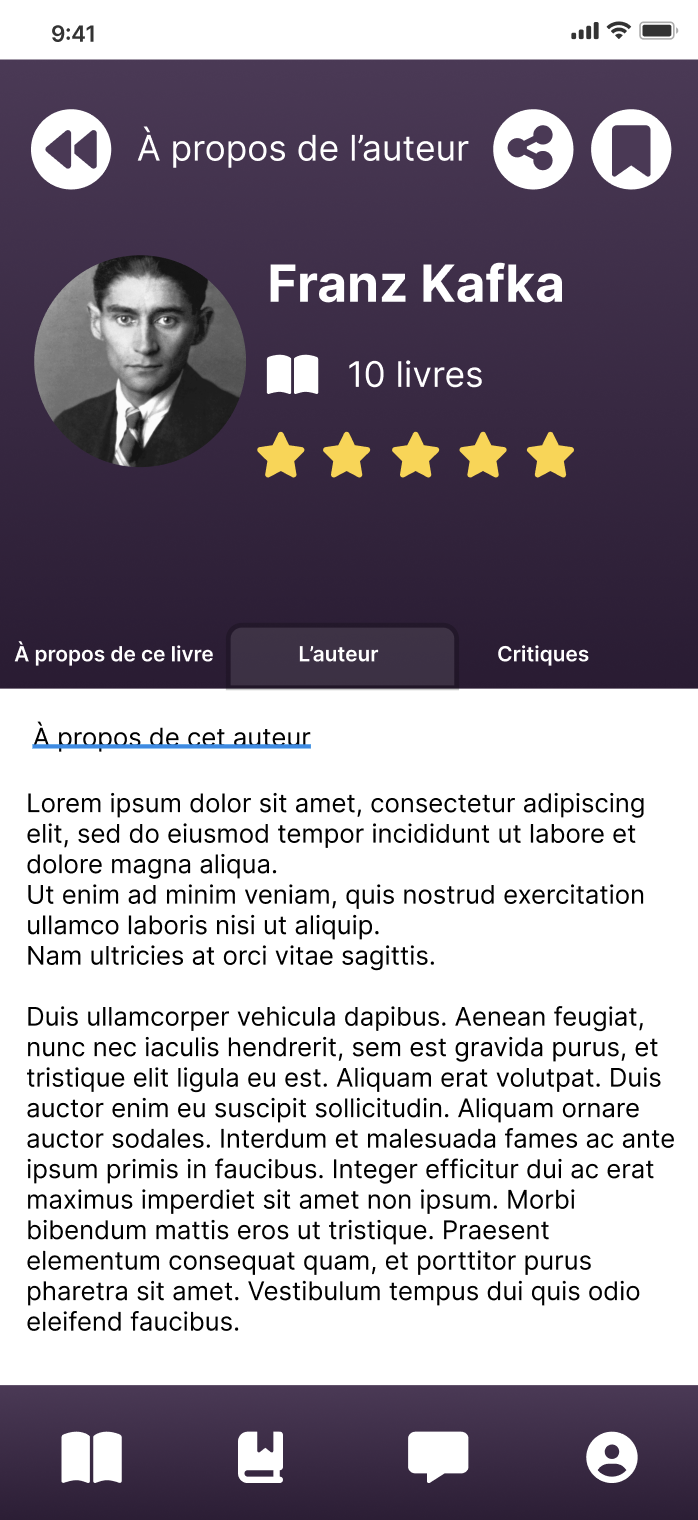 9:41
À propos de l’auteur
Franz Kafka
10 livres
À propos de ce livre
L’auteur
Critiques
À propos de cet auteur
Lorem ipsum dolor sit amet, consectetur adipiscing
elit, sed do eiusmod tempor incididunt ut labore et
dolore magna aliqua.
Ut enim ad minim veniam, quis nostrud exercitation
ullamco laboris nisi ut aliquip.
Nam ultricies at orci vitae sagittis.
Duis ullamcorper vehicula dapibus. Aenean feugiat,
nunc nec iaculis hendrerit, sem est gravida purus, et
tristique elit ligula eu est. Aliquam erat volutpat. Duis
auctor enim eu suscipit sollicitudin. Aliquam ornare
auctor sodales. Interdum et malesuada fames ac ante
ipsum primis in faucibus. Integer efficitur dui ac erat
maximus imperdiet sit amet non ipsum. Morbi
bibendum mattis eros ut tristique. Praesent
elementum consequat quam, et porttitor purus
pharetra sit amet. Vestibulum tempus dui quis odio
eleifend faucibus.